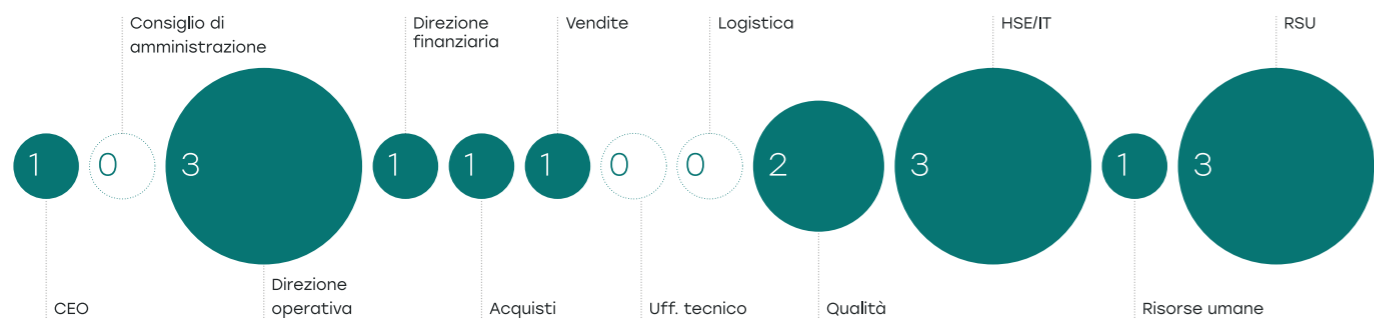 Consiglio di
amministrazione
Direzione
finanziaria
Vendite
Logistica
HSE/IT
RSU
1
0
3
1
1
1
0
0
2
3
1
3
CEO
Direzione
operativa
Acquisti
Uff. tecnico
Qualità
Risorse umane